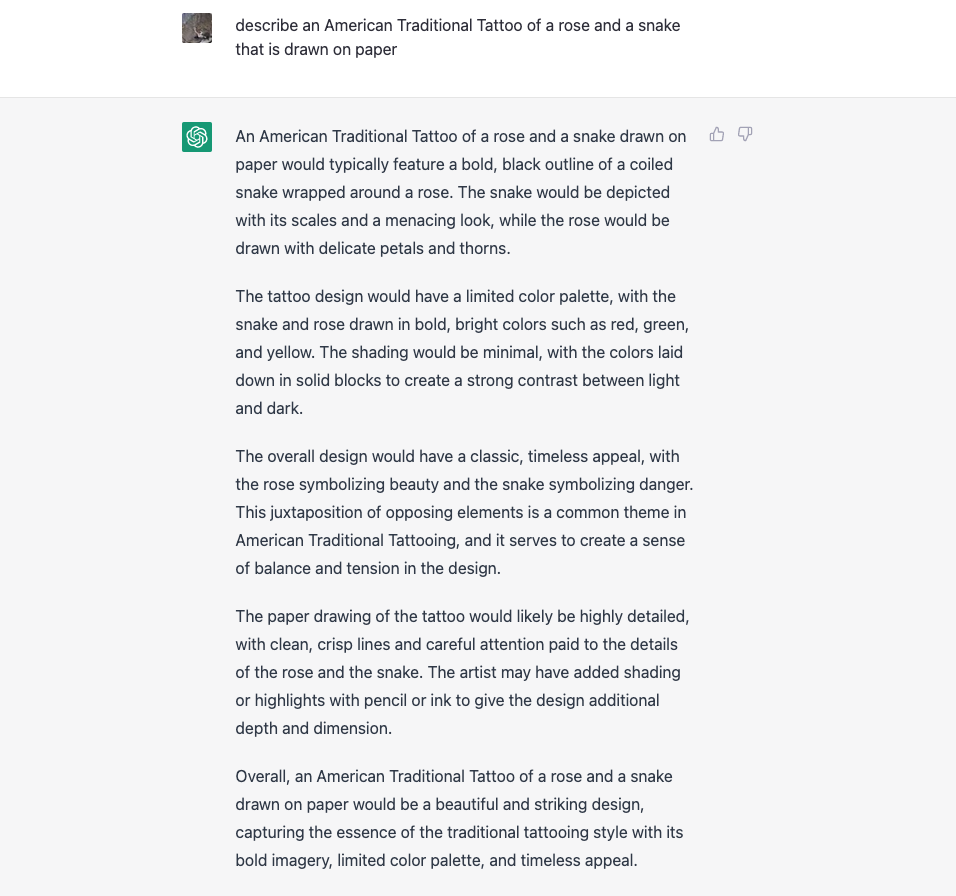 describe an American Traditional Tattoo of a rose and a snake
that is drawn on paper
An American Traditional Tattoo of a rose and a snake drawn on
paper would typically feature a bold, black outline of a coiled
snake wrapped around a rose. The snake would be depicted
with its scales and a menacing look, while the rose would be
drawn with delicate petals and thorns.
The tattoo design would have a limited color palette, with the
snake and rose drawn in bold, bright colors such as red, green,
and yellow. The shading would be minimal, with the colors laid
down in solid blocks to create a strong contrast between light
and dark.
The overall design would have a classic, timeless appeal, with
the rose symbolizing beauty and the snake symbolizing danger.
This juxtaposition of opposing elements is a common theme in
American Traditional Tattooing, and it serves to create a sense
of balance and tension in the design.
The paper drawing of the tattoo would likely be highly detailed,
with clean, crisp lines and careful attention paid to the details
of the rose and the snake. The artist may have added shading
or highlights with pencil or ink to give the design additional
depth and dimension.
Overall, an American Traditional Tattoo of a rose and a snake
drawn on paper would be a beautiful and striking design,
capturing the essence of the traditional tattooing style with its
bold imagery, limited color palette, and timeless appeal.